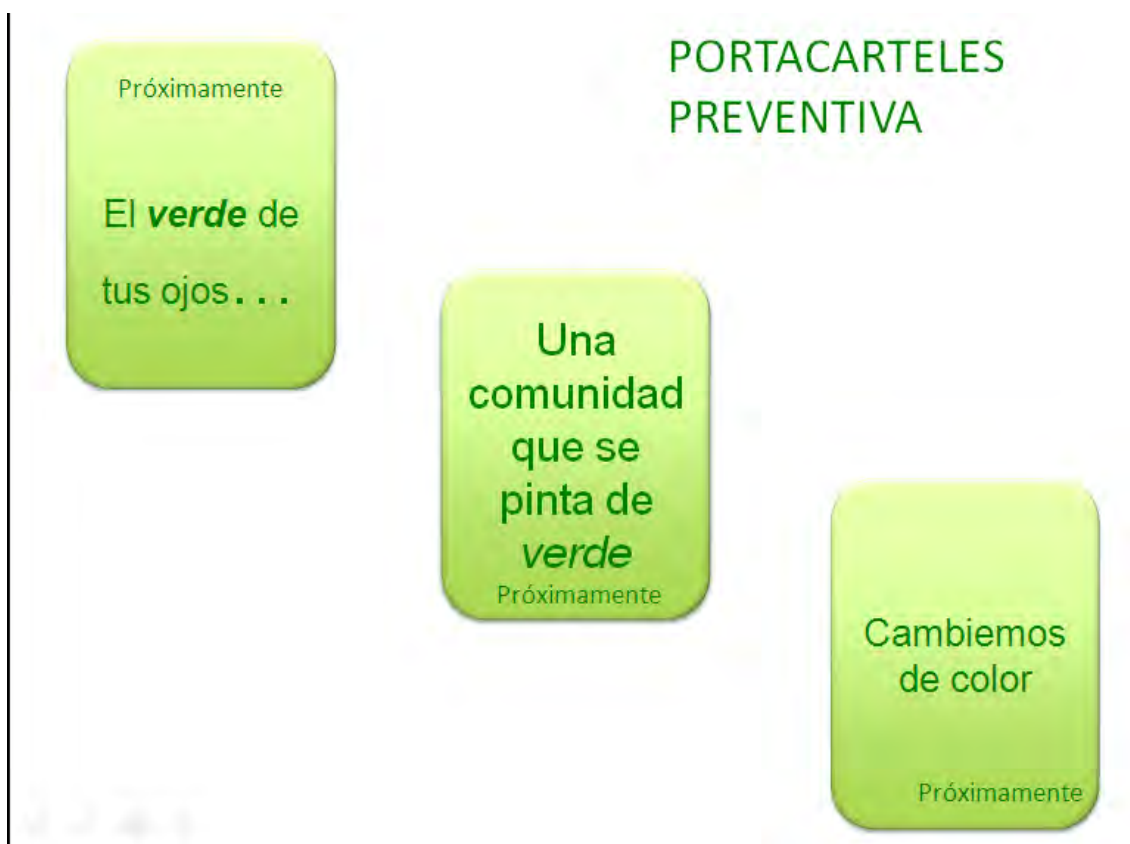 PORTACARTELES
PREVENTIVA
Próximamente
El verde de
tus ojos...
Una
comunidad
que se
pinta de
verde
Próximamente
Cambiemos
de color
Próximamente